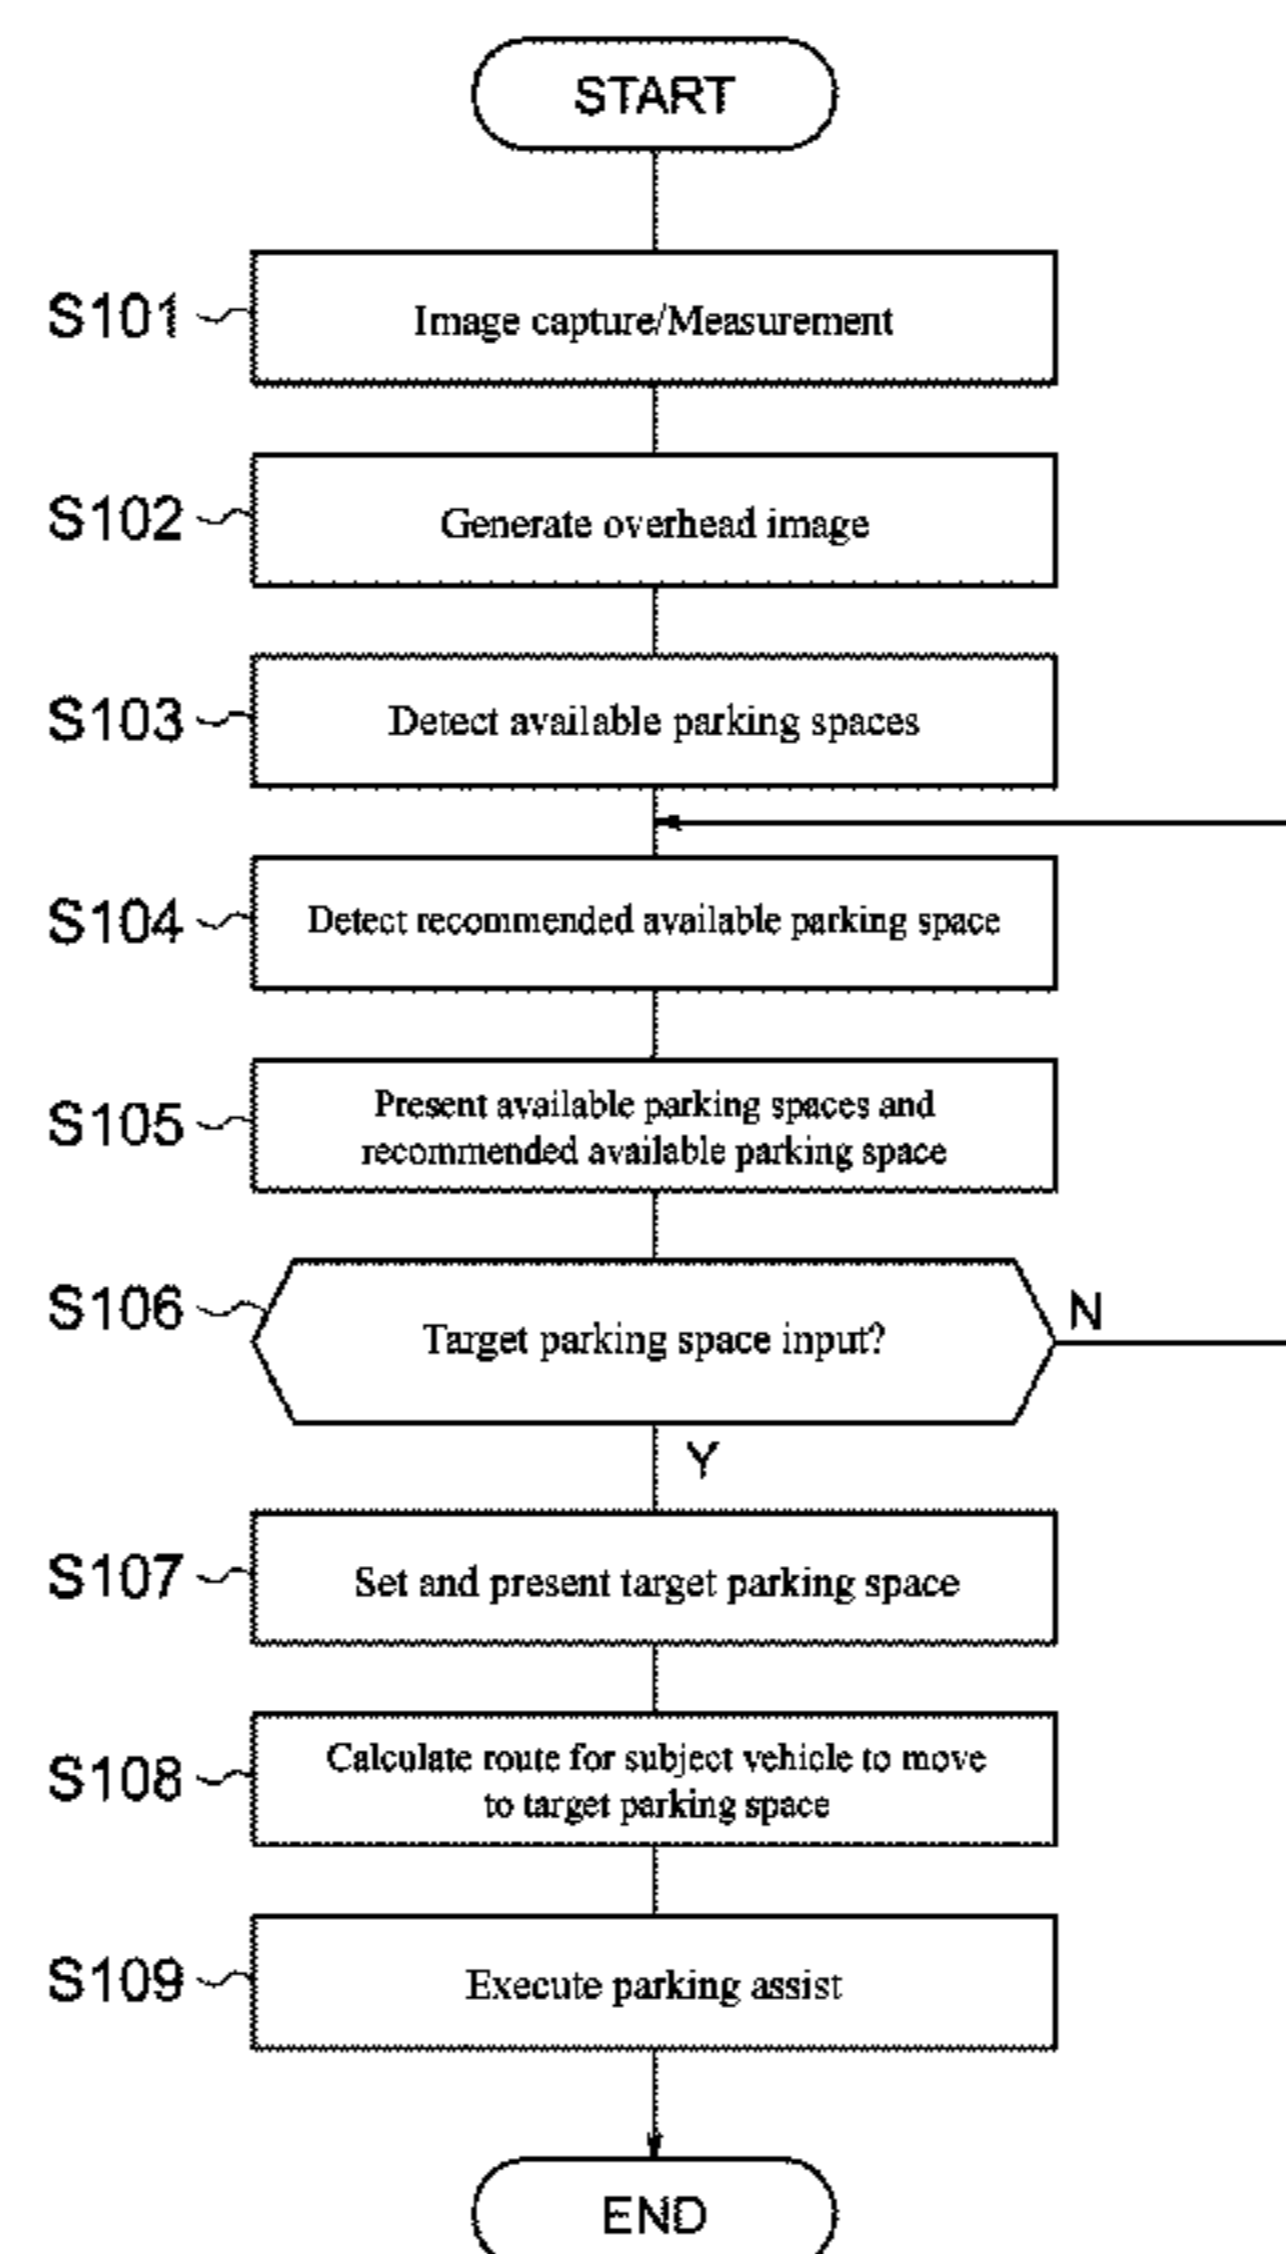 START
S101
Image capture/Measurement
S102
Generate overhead image
S103
Detect available parking spaces
S104
Detect recommended available parking space
S105
Present available parking spaces and
recommended available parking space
S106
Target parking space input?
N
Y
S107
Set and present target parking space
S108
Calculate route for subject vehicle to move
to target parking space
S109
Execute parking assist
END